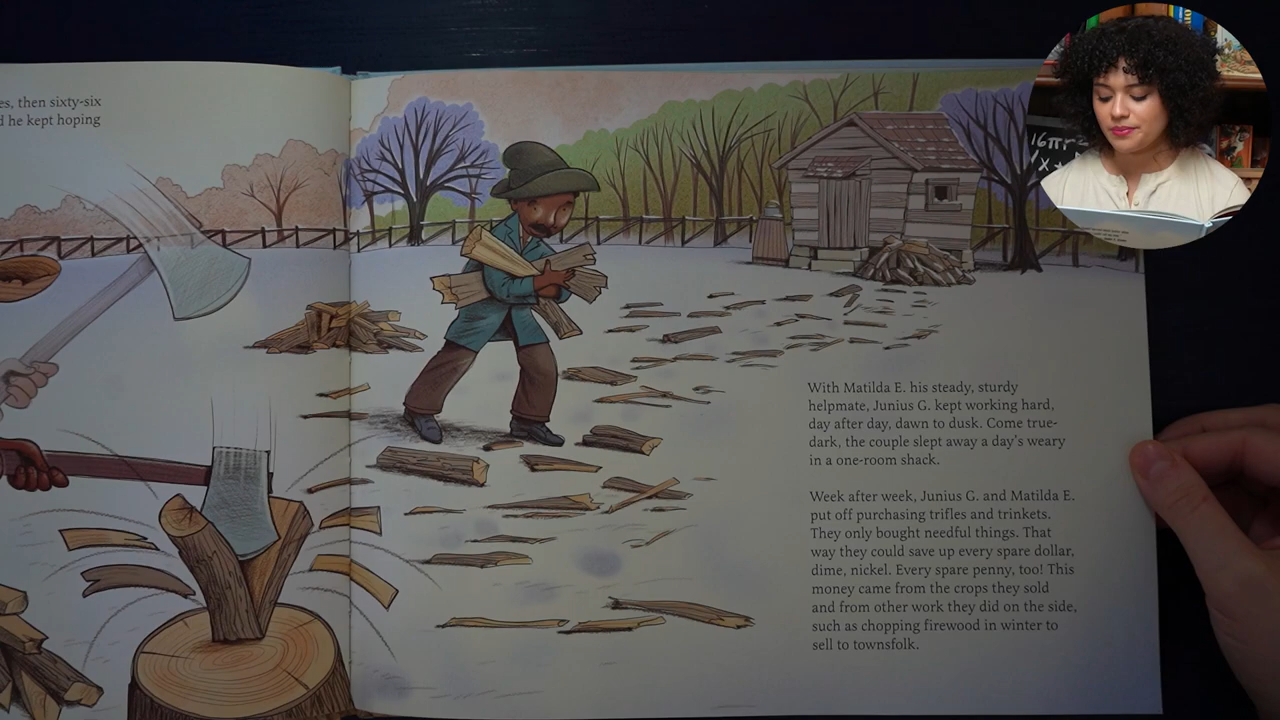 es, then sixty-six
d he kept hoping
16πr²
With Matilda E. his steady, sturdy
helpmate, Junius G. kept working hard,
day after day, dawn to dusk. Come true-
dark, the couple slept away a day's weary
in a one-room shack.
Week after week, Junius G. and Matilda E.
put off purchasing trifles and trinkets.
They only bought needful things. That
way they could save up every spare dollar,
dime, nickel. Every spare penny, too! This
money came from the crops they sold
and from other work they did on the side,
such as chopping firewood in winter to
sell to townsfolk.